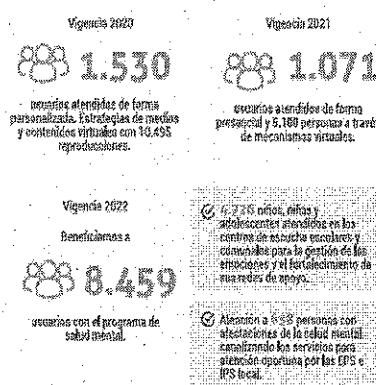 Vigencia 2020
1.530
usuarios atendidos de forma
personalizada. Estrategias de medios
y contenidos virtuales con 10.495
reproducciones.
Vigencia 2021
1.071
usuarios atendidos de forma
presencial y 5.160 personas a travé
de mecanismos virtuales.
Vigencia 2022
Beneficiamos a
8.459
usuarios con el programa de
salud mental.
niños, niñas y
adolescentes atendidos en los
centros de escucha escolares y
comunales para la gestión de las
emociones y el fortalecimiento de
sus redes de apoyo.
Atención a personas con
afectaciones de la salud mental
canalizando los servicios para
atención oportuna por las EPS e
IPS local.